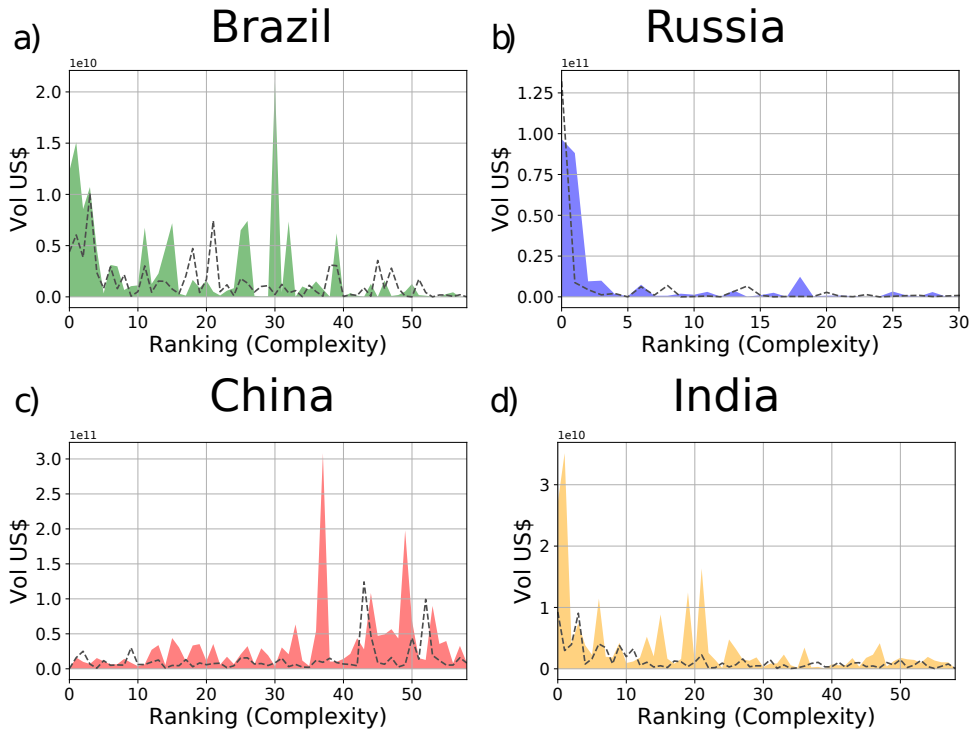 a) Brazil
1e10
2.0
1.5
1.0
0.5
0.0
Vol US$
0 10 20 30 40 50
Ranking (Complexity)
b) Russia
1e11
1.25
1.00
0.75
0.50
0.25
0.00
Vol US$
0 5 10 15 20 25 30
Ranking (Complexity)
c) China
1e11
3.0
2.5
2.0
1.5
1.0
0.5
0.0
Vol US$
0 10 20 30 40 50
Ranking (Complexity)
d) India
1e10
3
2
1
0
Vol US$
0 10 20 30 40 50
Ranking (Complexity)